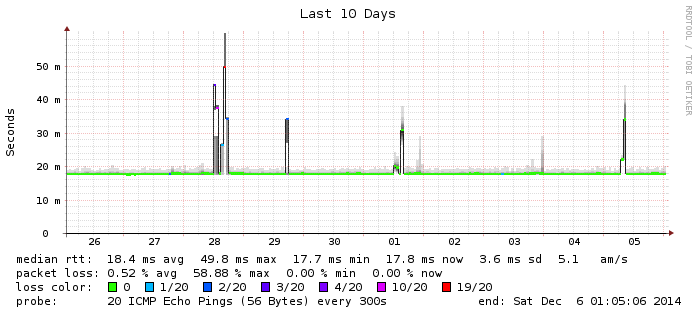 Last 10 Days
RRDTOOL / TOBI OETIKER
Seconds
50 m
40 m
30 m
20 m
10 m
0
26 27 28 29 30 01 02 03 04 05
median rtt: 18.4 ms avg 49.8 ms max 17.7 ms min 17.8 ms now 3.6 ms sd 5.1 am/s
packet loss: 0.52 % avg 58.88 % max 0.00 % min 0.00 % now
loss color: 0 1/20 2/20 3/20 4/20 10/20 19/20
probe: 20 ICMP Echo Pings (56 Bytes) every 300s end: Sat Dec 6 01:05:06 2014